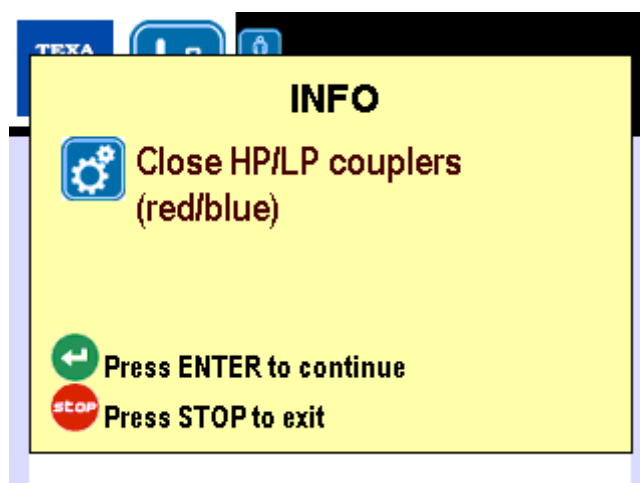 TEXA
INFO
Close HP/LP couplers
(red/blue)
Press ENTER to continue
stop
Press STOP to exit